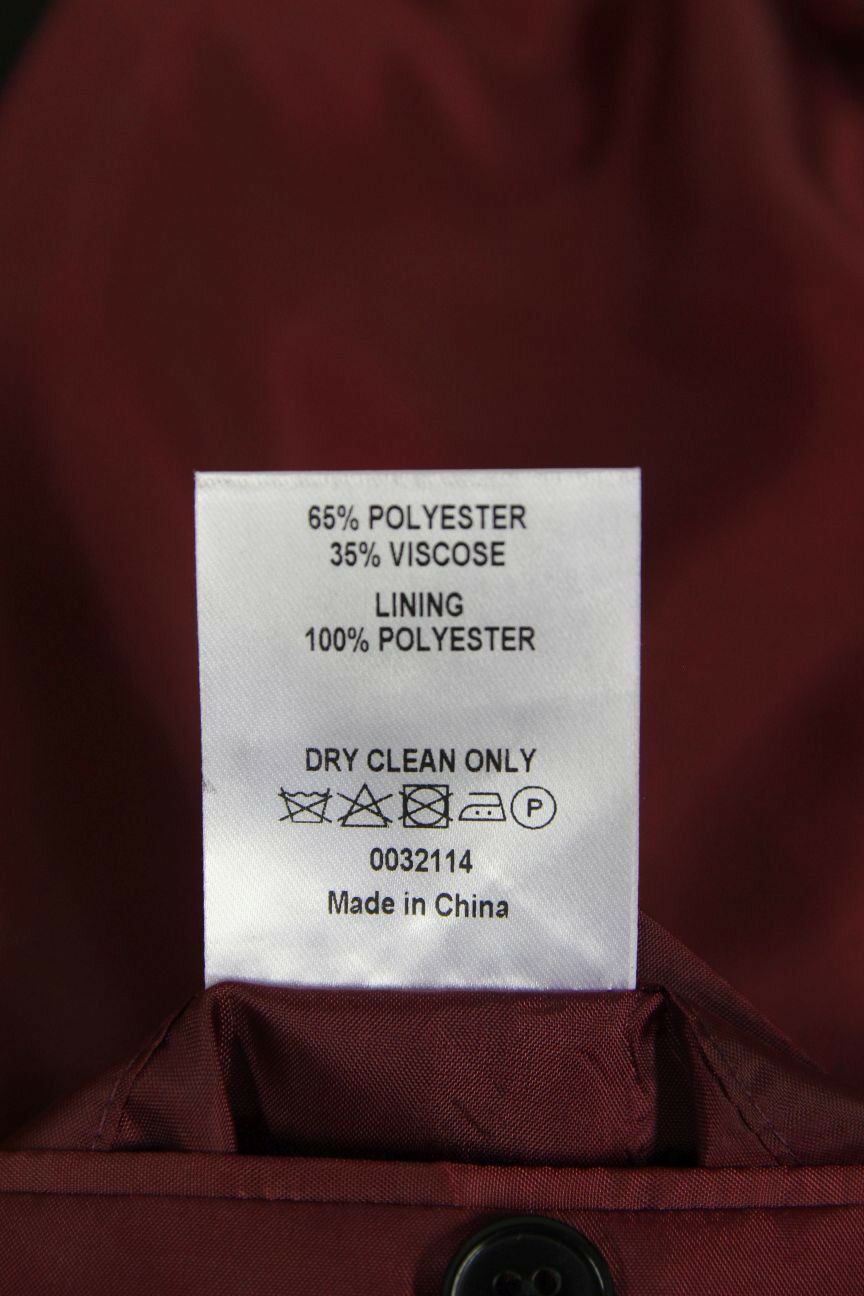 65% POLYESTER
35% VISCOSE
LINING
100% POLYESTER
DRY CLEAN ONLY
P
0032114
Made in China